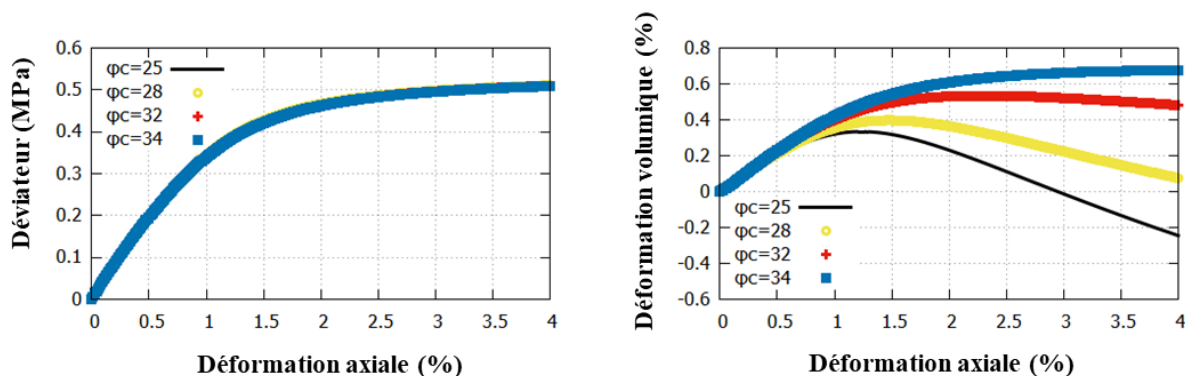 Déviateur (MPa)
0.6
0.5
0.4
0.3
0.2
0.1
0
φc=25
φc=28
φc=32
φc=34
0 0.5 1 1.5 2 2.5 3 3.5 4
Déformation axiale (%)
Déformation volumique (%)
0.8
0.6
0.4
0.2
0
-0.2
-0.4
-0.6
φc=25
φc=28
φc=32
φc=34
0 0.5 1 1.5 2 2.5 3 3.5 4
Déformation axiale (%)